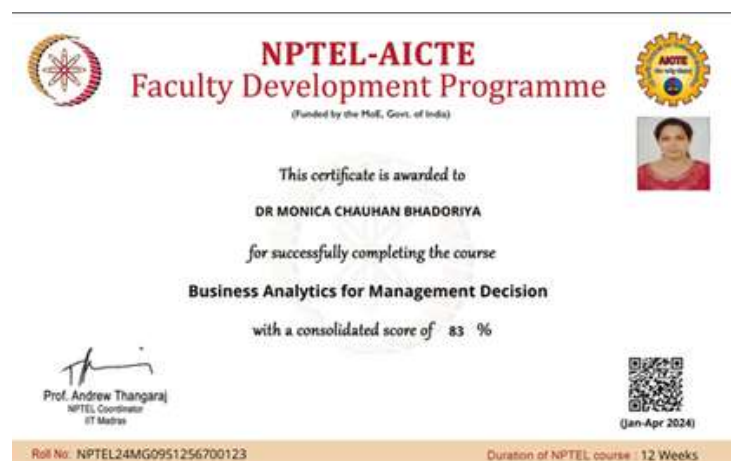 NPTEL-AICTE
Faculty Development Programme
(Funded by the MoE, Govt. of India)
AICTE
This certificate is awarded to
DR MONICA CHAUHAN BHADORIYA
for successfully completing the course
Business Analytics for Management Decision
with a consolidated score of 83 %
Prof. Andrew Thangaraj
NPTEL Coordinator
IIT Madras
(Jan-Apr 2024)
Roll No: NPTEL24MG0951256700123
Duration of NPTEL course : 12 Weeks